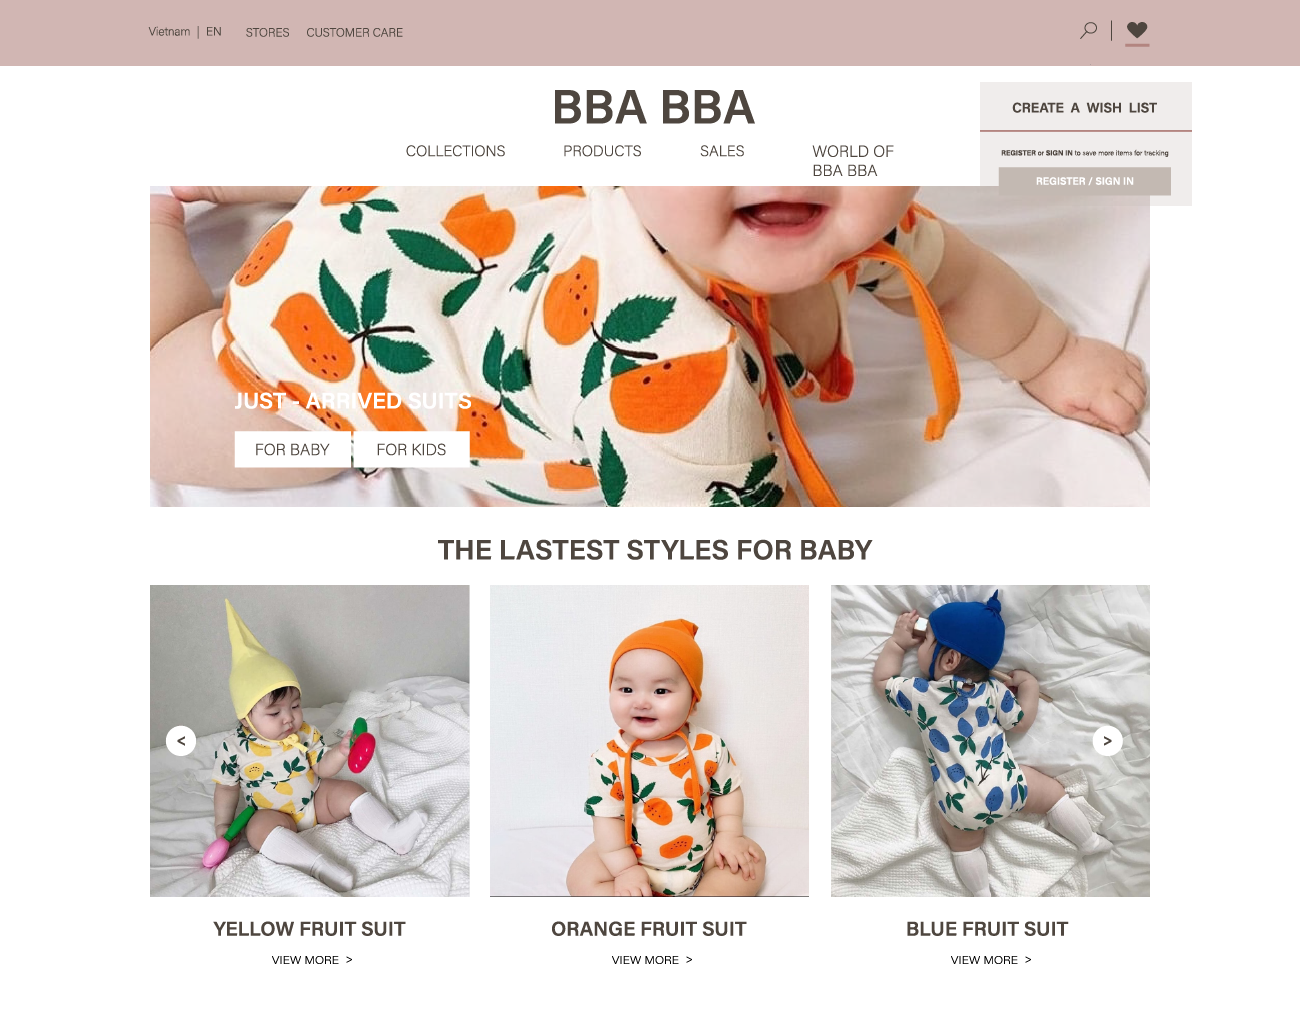 Vietnam | EN STORES CUSTOMER CARE
BBA BBA
CREATE A WISH LIST
COLLECTIONS PRODUCTS SALES WORLD OF
BBA BBA
REGISTER or SIGN IN to save more items for tracking
REGISTER / SIGN IN
JUST - ARRIVED SUITS
FOR BABY FOR KIDS
THE LASTEST STYLES FOR BABY
< >
YELLOW FRUIT SUIT ORANGE FRUIT SUIT BLUE FRUIT SUIT
VIEW MORE > VIEW MORE > VIEW MORE >